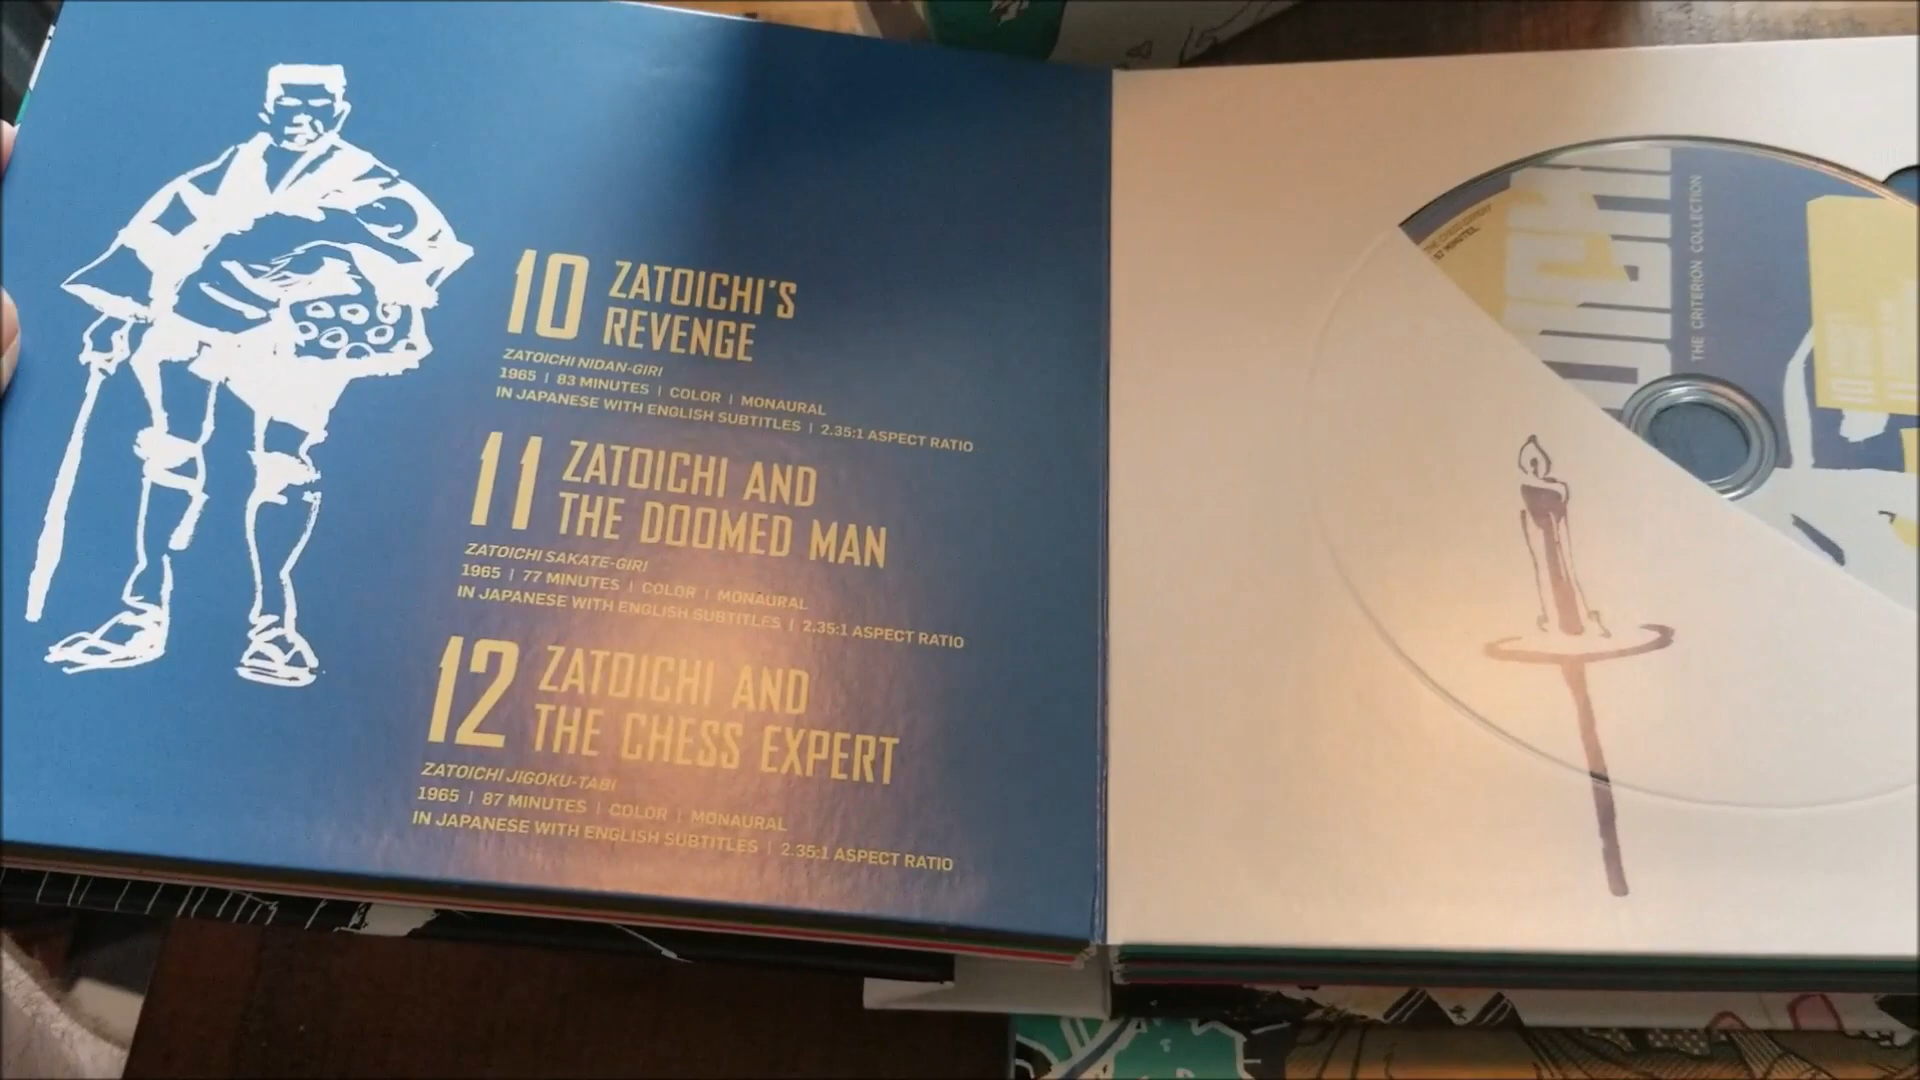 10 ZATOICHI'S
REVENGE
ZATOICHI NIDAN-GIRI
1965 | 83 MINUTES | COLOR | MONAURAL
IN JAPANESE WITH ENGLISH SUBTITLES | 2.35:1 ASPECT RATIO
11 ZATOICHI AND
THE DOOMED MAN
ZATOICHI SAKATE-GIRI
1965 | 77 MINUTES | COLOR | MONAURAL
IN JAPANESE WITH ENGLISH SUBTITLES | 2.35:1 ASPECT RATIO
12 ZATOICHI AND
THE CHESS EXPERT
ZATOICHI JIGOKU-TABI
1965 | 87 MINUTES | COLOR | MONAURAL
IN JAPANESE WITH ENGLISH SUBTITLES | 2.35:1 ASPECT RATIO
THE CRITERION COLLECTION